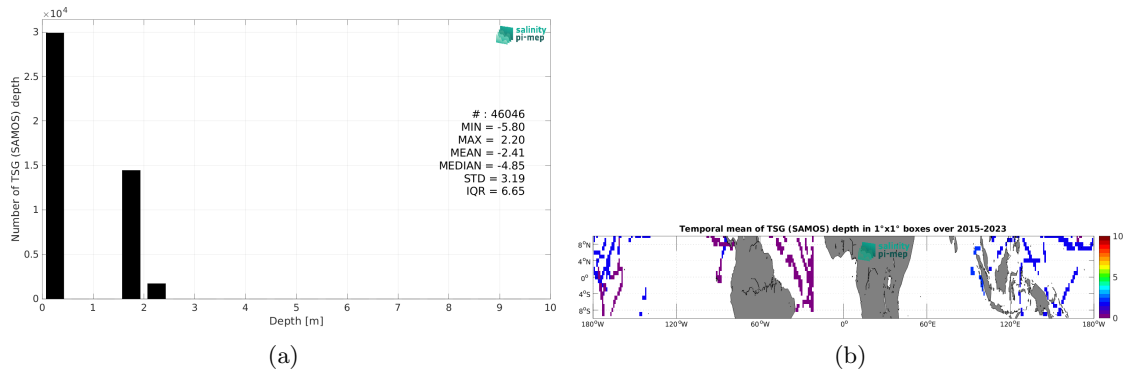 ×10⁴
3
2.5
2
1.5
1
0.5
0
0 1 2 3 4 5 6 7 8 9 10
Number of TSG (SAMOS) depth
Depth [m]
salinity
pi-mep
# : 46046
MIN = -5.80
MAX = 2.20
MEAN = -2.41
MEDIAN = -4.85
STD = 3.19
IQR = 6.65
(a)
Temporal mean of TSG (SAMOS) depth in 1°x1° boxes over 2015-2023
salinity
pi-mep
8°N
4°N
0°
4°S
8°S
180°W 120°W 60°W 0° 60°E 120°E 180°W
10
8
6
4
2
0
(b)